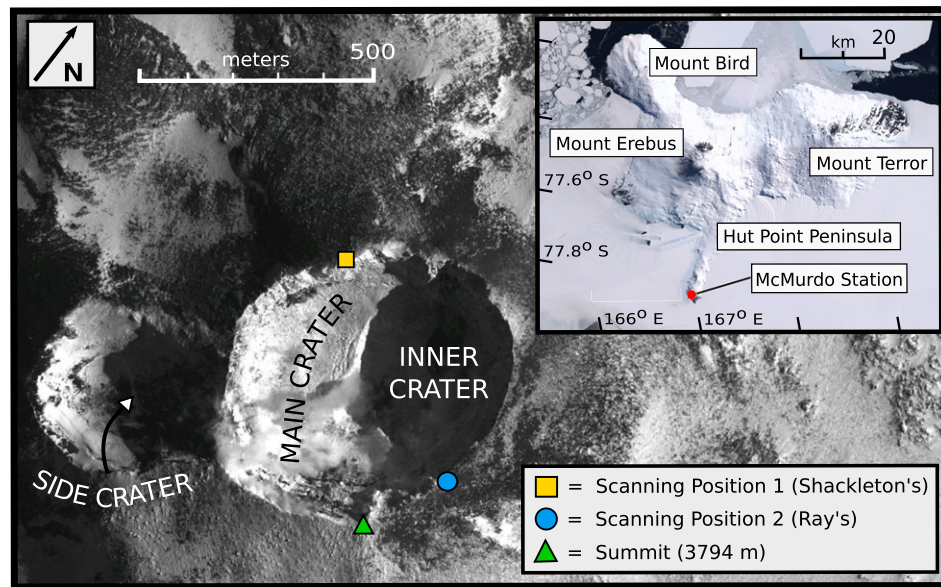 N
meters 500
km 20
Mount Bird
Mount Erebus
Mount Terror
77.6° S
Hut Point Peninsula
77.8° S
McMurdo Station
166° E 167° E
MAIN CRATER
INNER
CRATER
SIDE CRATER
= Scanning Position 1 (Shackleton's)
= Scanning Position 2 (Ray's)
= Summit (3794 m)